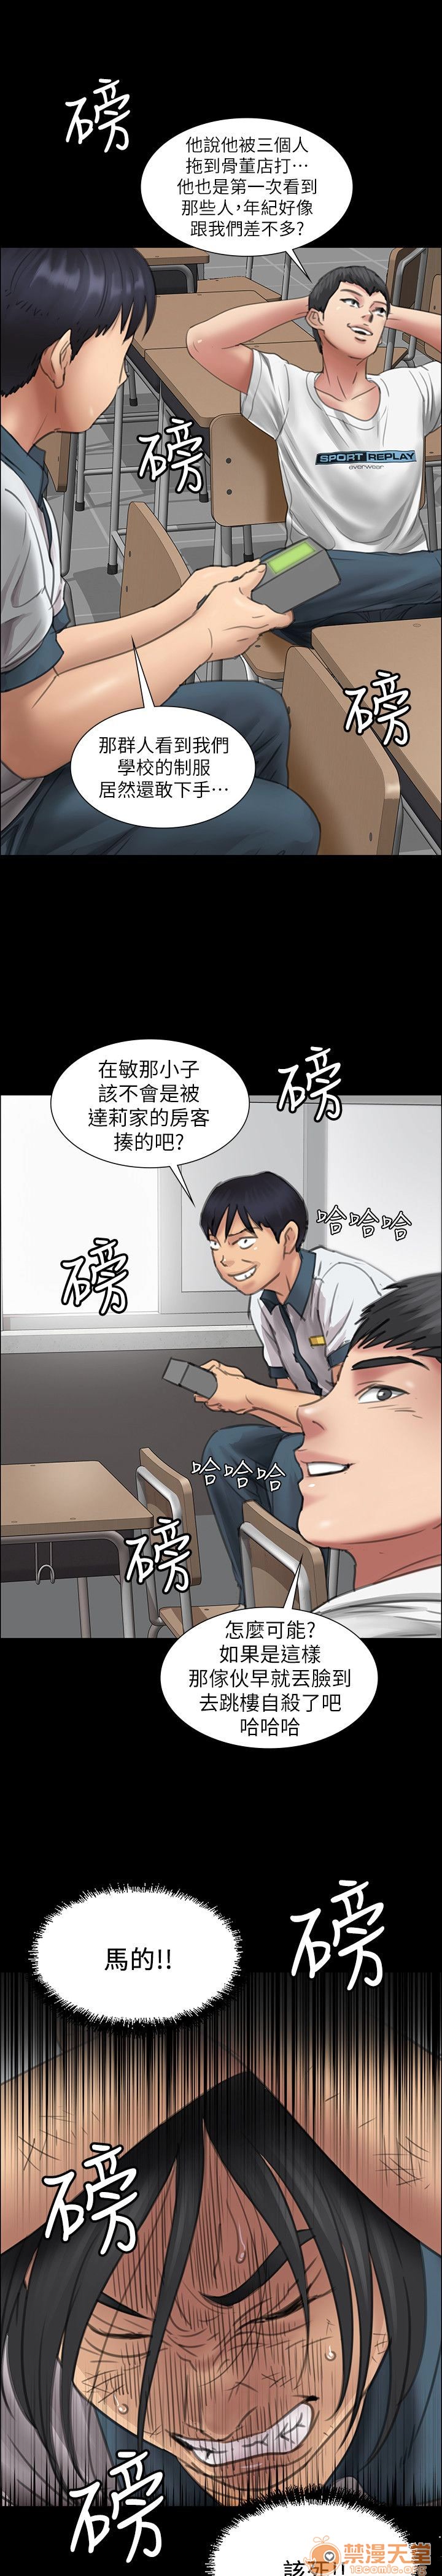 磅
他說他被三個人
拖到骨董店打…
他也是第一次看到
那些人，年紀好像
跟我們差不多?
SPORT REPLAY
everwear
磅
磅
那群人看到我們
學校的制服
居然還敢下手…
在敏那小子
該不會是被
達莉家的房客
揍的吧?
磅
哈哈哈
磅
哈哈哈
磅
怎麼可能?
如果是這樣
那傢伙早就丟臉到
去跳樓自殺了吧
哈哈哈
磅
馬的!!
磅
磅
該死!!
禁漫天堂